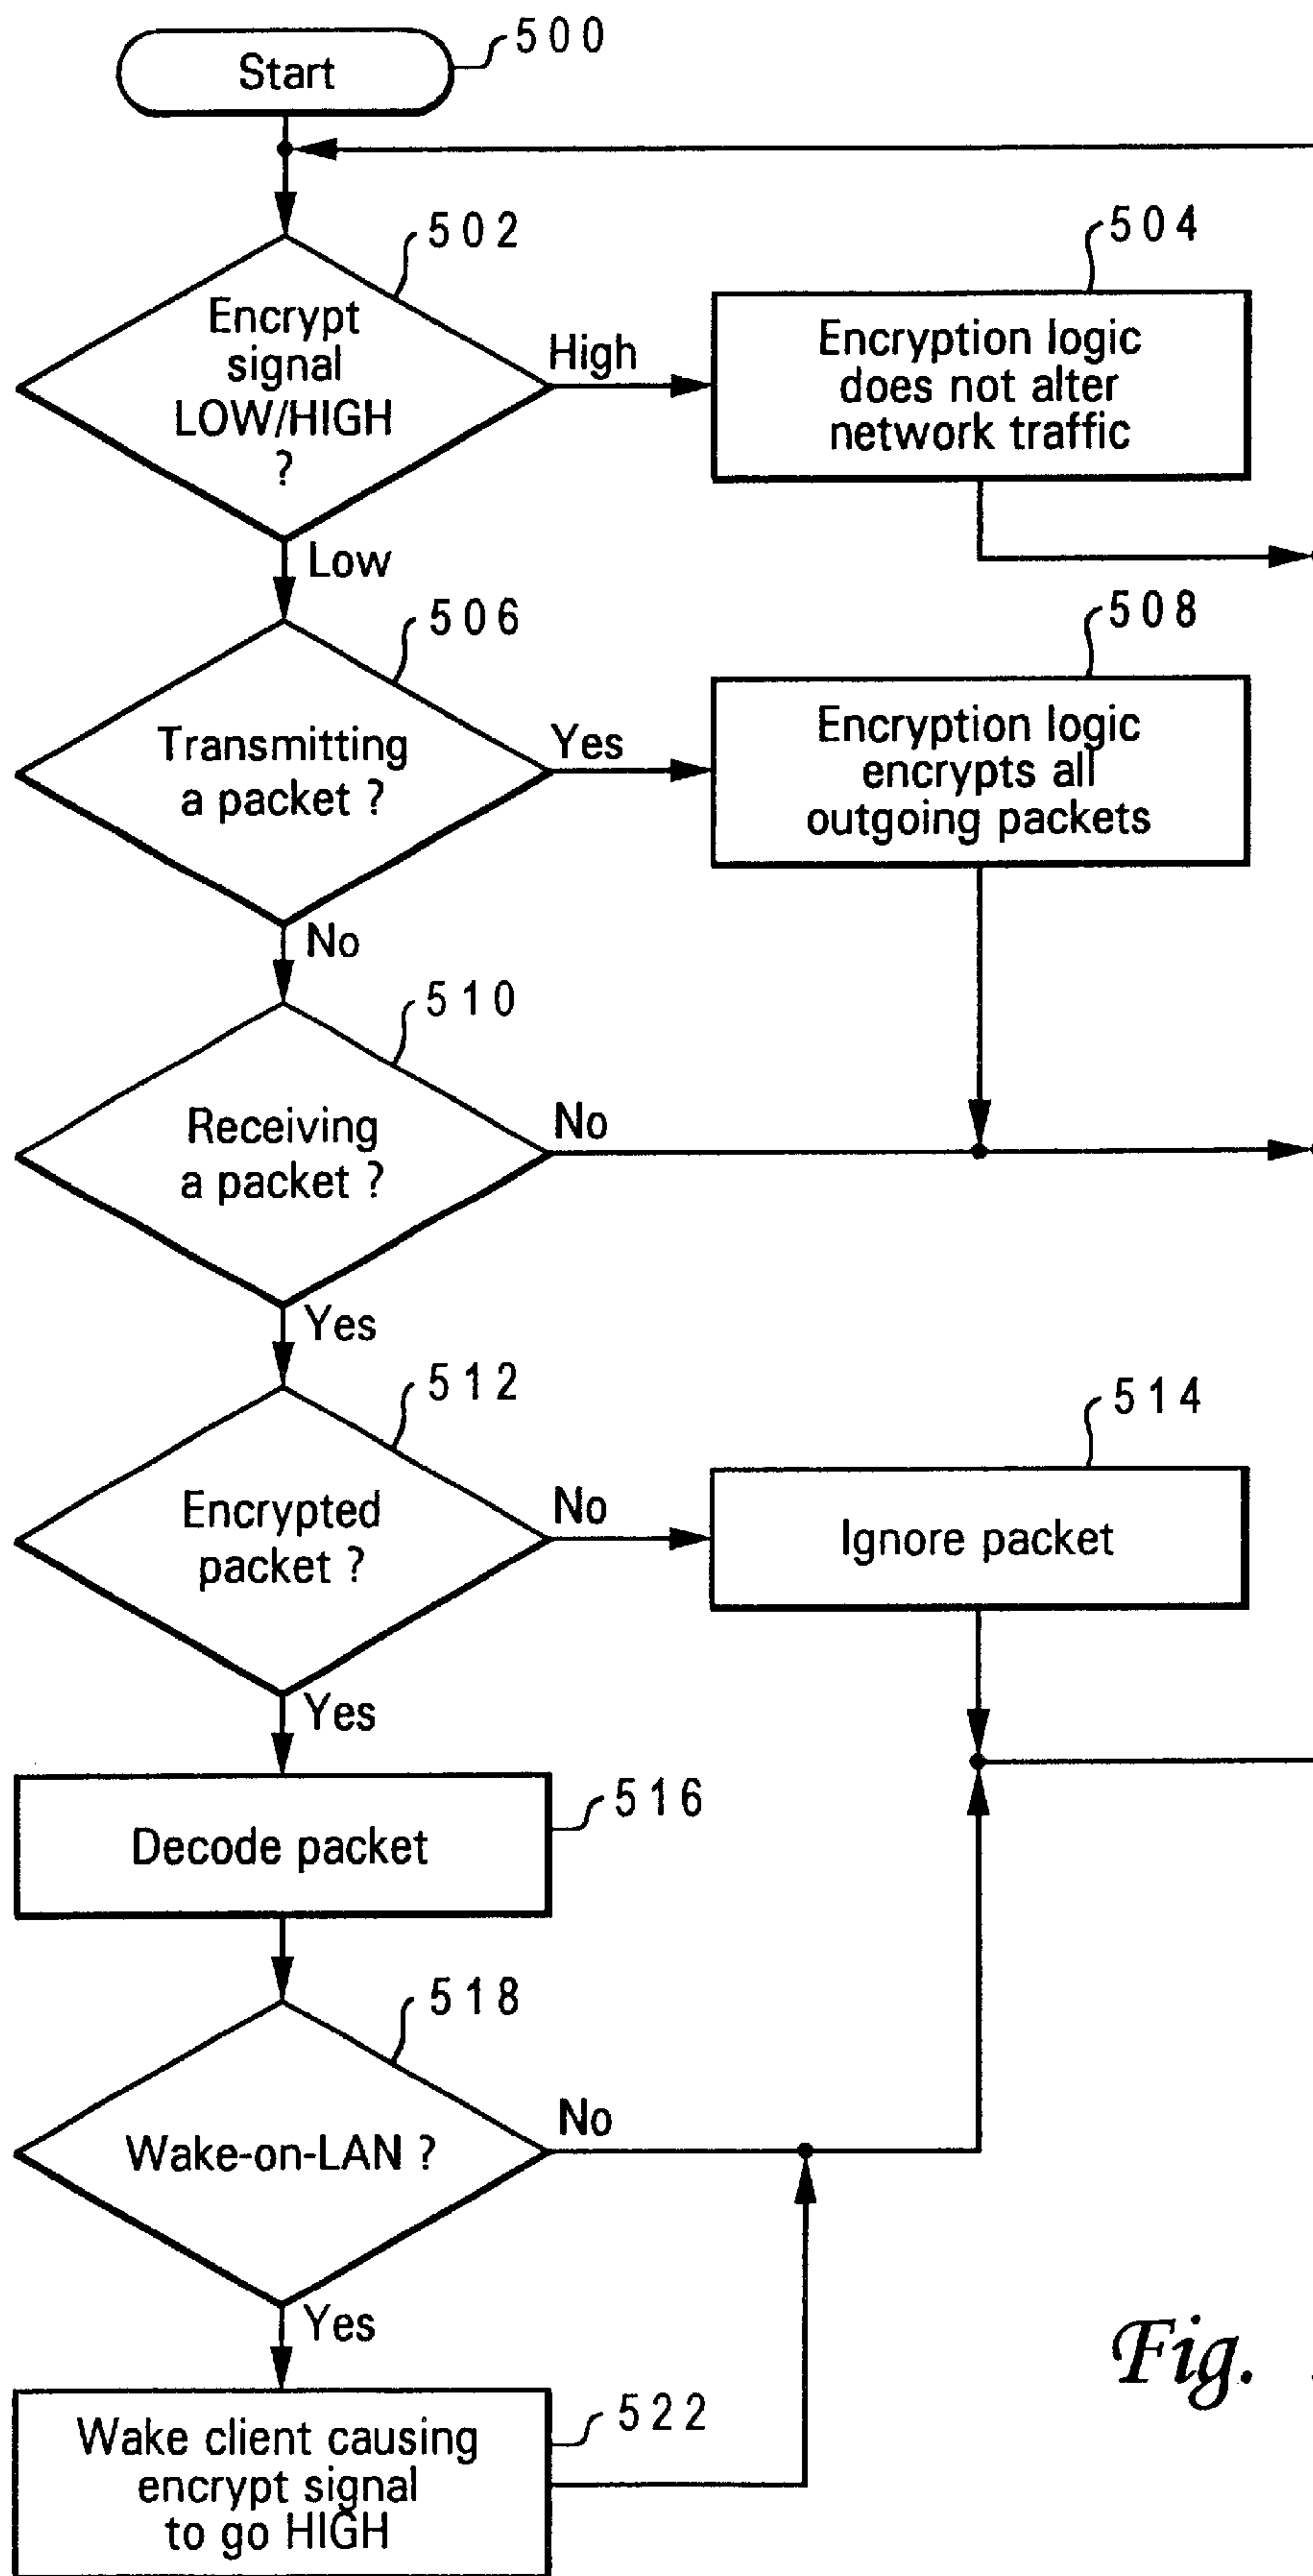 Start
500
502
Encrypt
signal
LOW/HIGH
?
High
504
Encryption logic
does not alter
network traffic
Low
506
Transmitting
a packet ?
Yes
508
Encryption logic
encrypts all
outgoing packets
No
510
Receiving
a packet ?
No
Yes
512
Encrypted
packet ?
No
514
Ignore packet
Yes
516
Decode packet
518
Wake-on-LAN ?
No
Yes
522
Wake client causing
encrypt signal
to go HIGH
Fig.